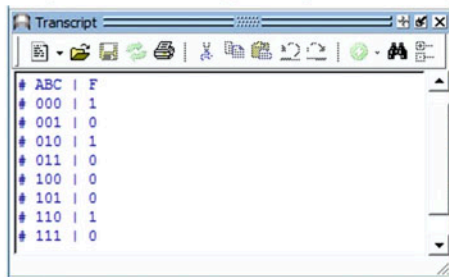 Transcript
# ABC | F
# 000 | 1
# 001 | 0
# 010 | 1
# 011 | 0
# 100 | 0
# 101 | 0
# 110 | 1
# 111 | 0